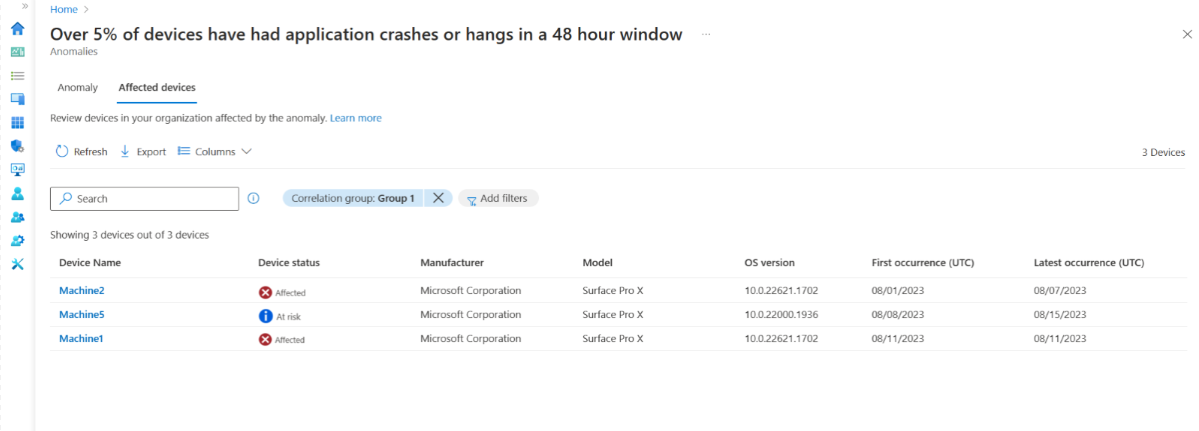 Home
Over 5% of devices have had application crashes or hangs in a 48 hour window ...
Anomalies
Anomaly Affected devices
Review devices in your organization affected by the anomaly. Learn more
Refresh Export Columns 3 Devices
Search Correlation group: Group 1 Add filters
Showing 3 devices out of 3 devices
Device Name Device status Manufacturer Model OS version First occurrence (UTC) Latest occurrence (UTC)
Machine2 Affected Microsoft Corporation Surface Pro X 10.0.22621.1702 08/01/2023 08/07/2023
Machine5 At risk Microsoft Corporation Surface Pro X 10.0.22000.1936 08/08/2023 08/15/2023
Machine1 Affected Microsoft Corporation Surface Pro X 10.0.22621.1702 08/11/2023 08/11/2023